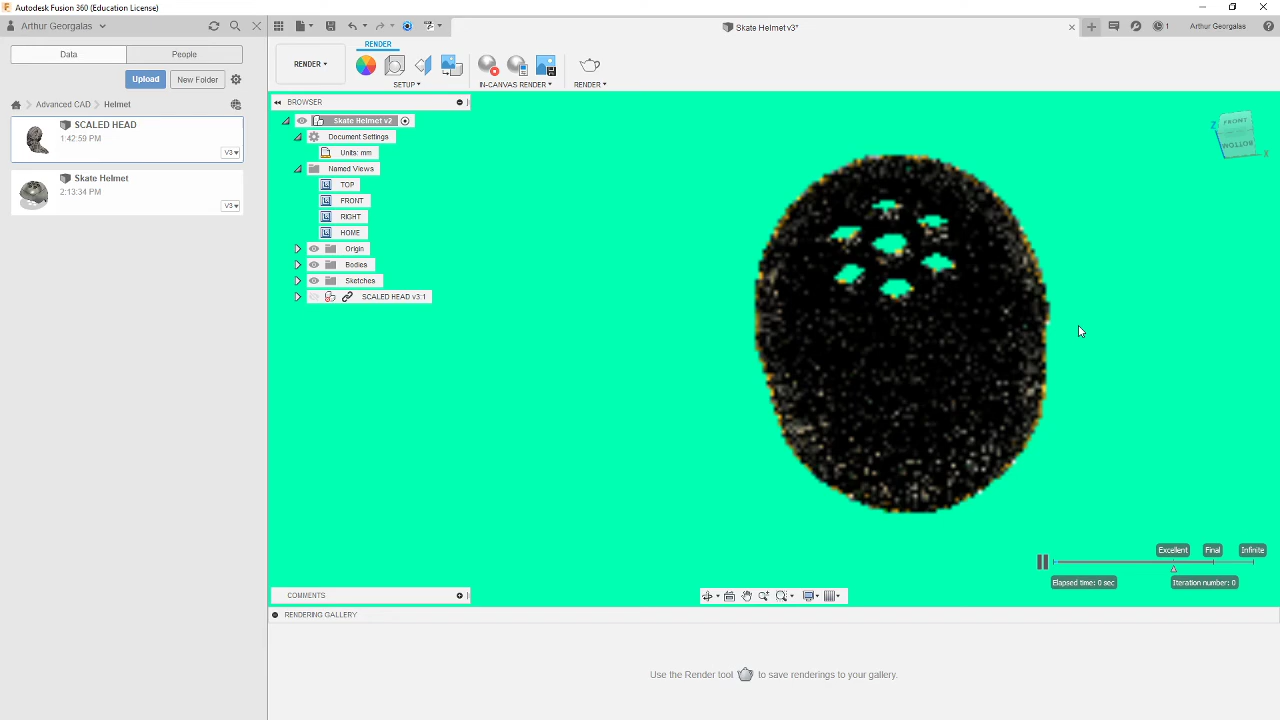 Autodesk Fusion 360 (Education License)
Arthur Georgalas
Skate Helmet v3*
1
Arthur Georgalas
Data
People
RENDER
RENDER
SETUP
IN-CANVAS RENDER
RENDER
Upload
New Folder
Advanced CAD
Helmet
BROWSER
SCALED HEAD
1:42:59 PM
V3
Skate Helmet
2:13:34 PM
V3
Skate Helmet v2
Document Settings
Units: mm
Named Views
TOP
FRONT
RIGHT
HOME
Origin
Bodies
Sketches
SCALED HEAD v3:1
FRONT
Z
BOTTOM
X
Excellent
Final
Infinite
Elapsed time: 0 sec
Iteration number: 0
COMMENTS
RENDERING GALLERY
Use the Render tool to save renderings to your gallery.